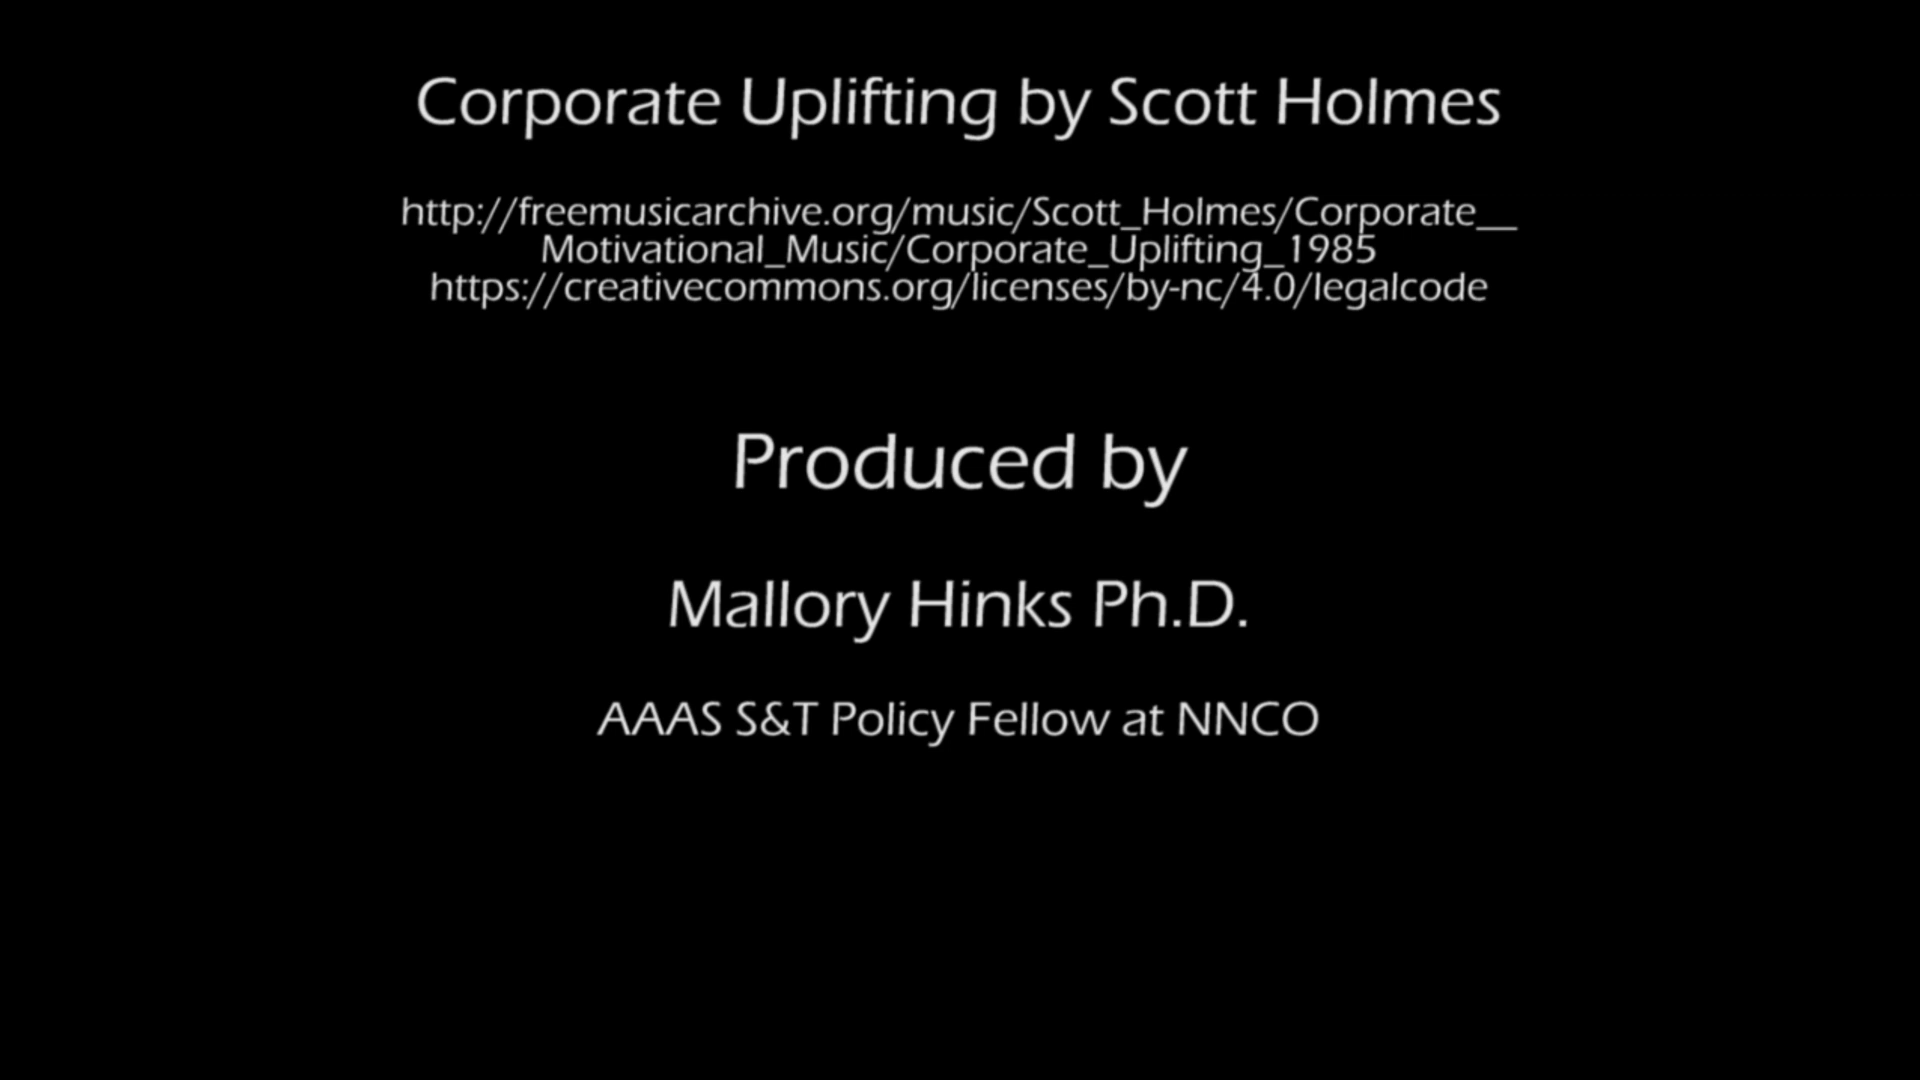 Corporate Uplifting by Scott Holmes
http://freemusicarchive.org/music/Scott_Holmes/Corporate__
Motivational_Music/Corporate_Uplifting_1985
https://creativecommons.org/licenses/by-nc/4.0/legalcode
Produced by
Mallory Hinks Ph.D.
AAAS S&T Policy Fellow at NNCO